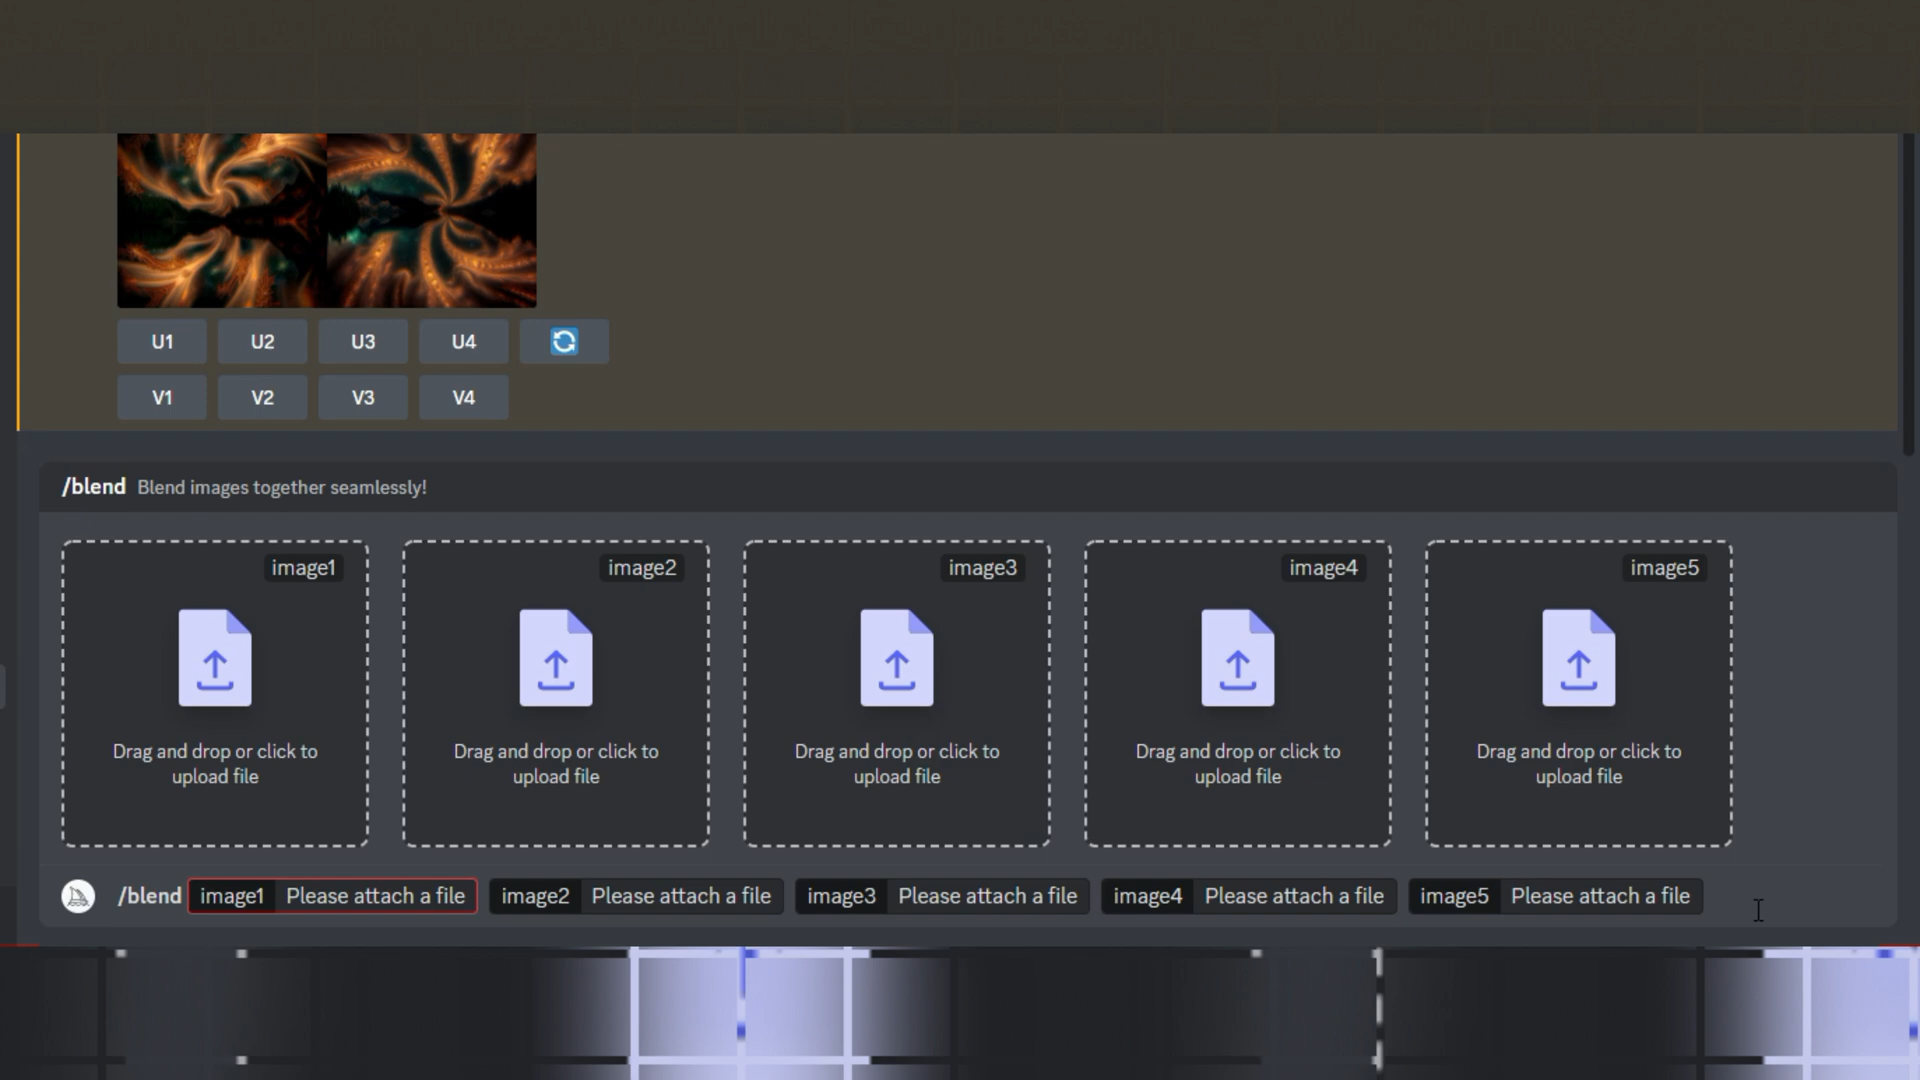 U1 U2 U3 U4
V1 V2 V3 V4
/blend Blend images together seamlessly!
image1 image2 image3 image4 image5
Drag and drop or click to upload file
Drag and drop or click to upload file
Drag and drop or click to upload file
Drag and drop or click to upload file
Drag and drop or click to upload file
/blend image1 Please attach a file image2 Please attach a file image3 Please attach a file image4 Please attach a file image5 Please attach a file